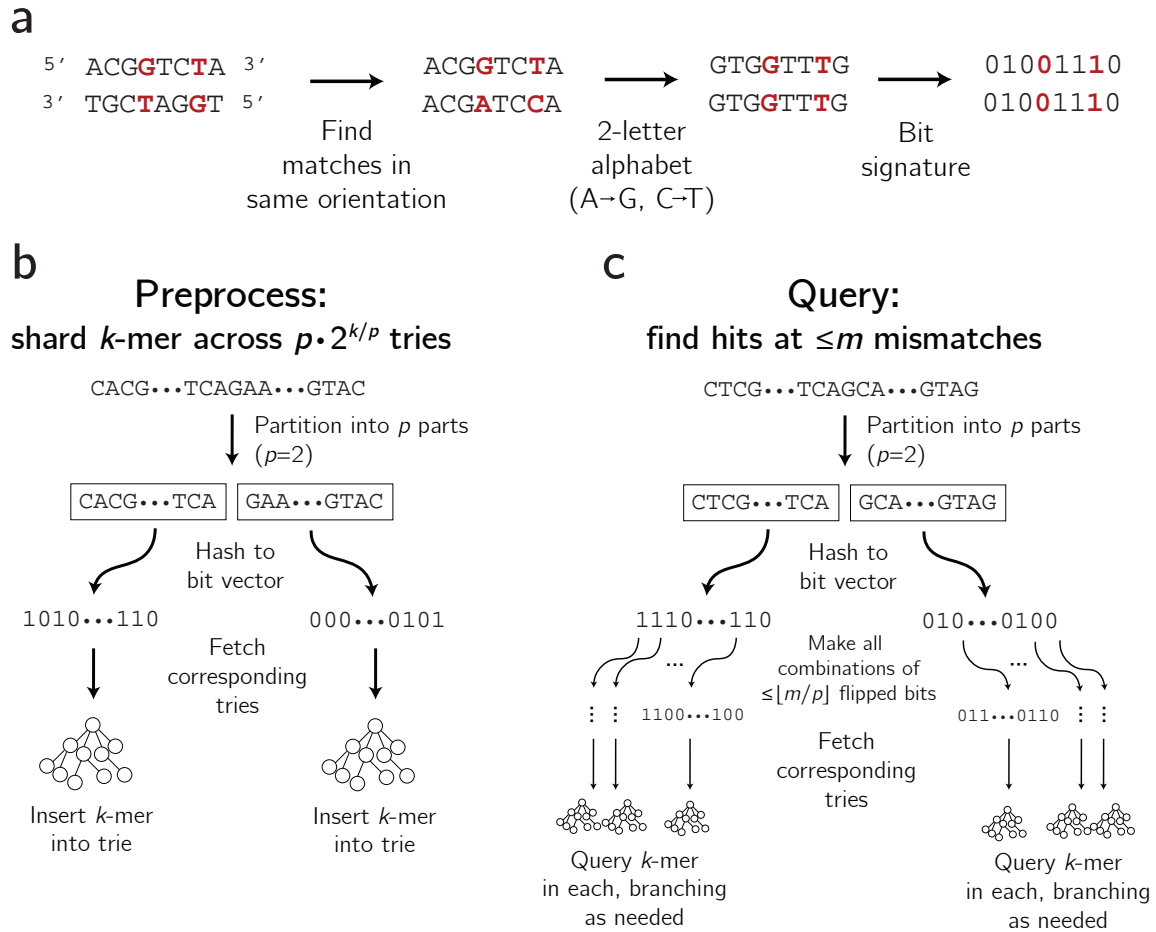 a
5′ ACGGTCTA 3′
3′ TGCTAGGT 5′
Find
matches in
same orientation
ACGGTCTA
ACGATCCA
2-letter
alphabet
(A→G, C→T)
GTGGTTTG
GTGGTTTG
Bit
signature
01001110
01001110
b
Preprocess:
shard k-mer across p·2^{k/p} tries
CACG···TCAGAA···GTAC
Partition into p parts
(p=2)
CACG···TCA GAA···GTAC
Hash to
bit vector
1010···110 000···0101
Fetch
corresponding
tries
Insert k-mer
into trie
Insert k-mer
into trie
c
Query:
find hits at ≤m mismatches
CTCG···TCAGCA···GTAG
Partition into p parts
(p=2)
CTCG···TCA GCA···GTAG
Hash to
bit vector
1110···110 010···0100
Make all
combinations of
≤⌊m/p⌋ flipped bits
... ...
⋮ ⋮ 1100···100 011···0110 ⋮ ⋮
Fetch
corresponding
tries
Query k-mer
in each, branching
as needed
Query k-mer
in each, branching
as needed